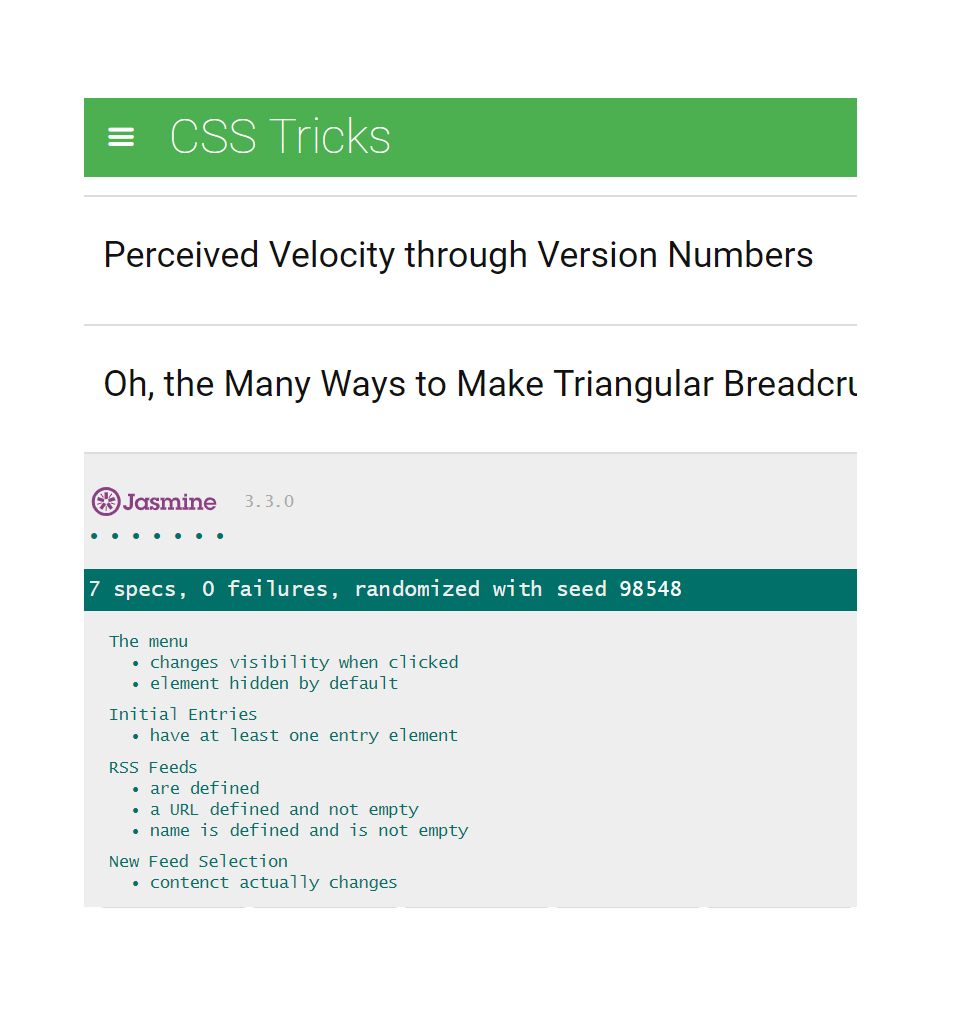 CSS Tricks
Perceived Velocity through Version Numbers
Oh, the Many Ways to Make Triangular
Jasmine 3.3.0
• • • • • • •
7 specs, 0 failures, randomized with seed 98548
The menu
• changes visibility when clicked
• element hidden by default
Initial Entries
• have at least one entry element
RSS Feeds
• are defined
• a URL defined and not empty
• name is defined and is not empty
New Feed Selection
• contenct actually changes